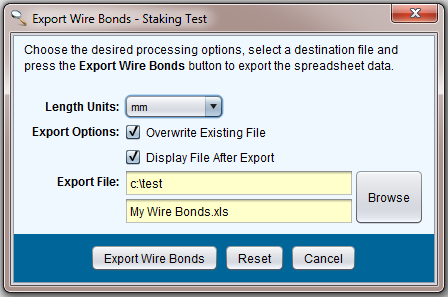 Export Wire Bonds - Staking Test
Choose the desired processing options, select a destination file and
press the Export Wire Bonds button to export the spreadsheet data.
Length Units: mm
Export Options: Overwrite Existing File
Display File After Export
Export File: c:\test
Browse
My Wire Bonds.xls
Export Wire Bonds Reset Cancel